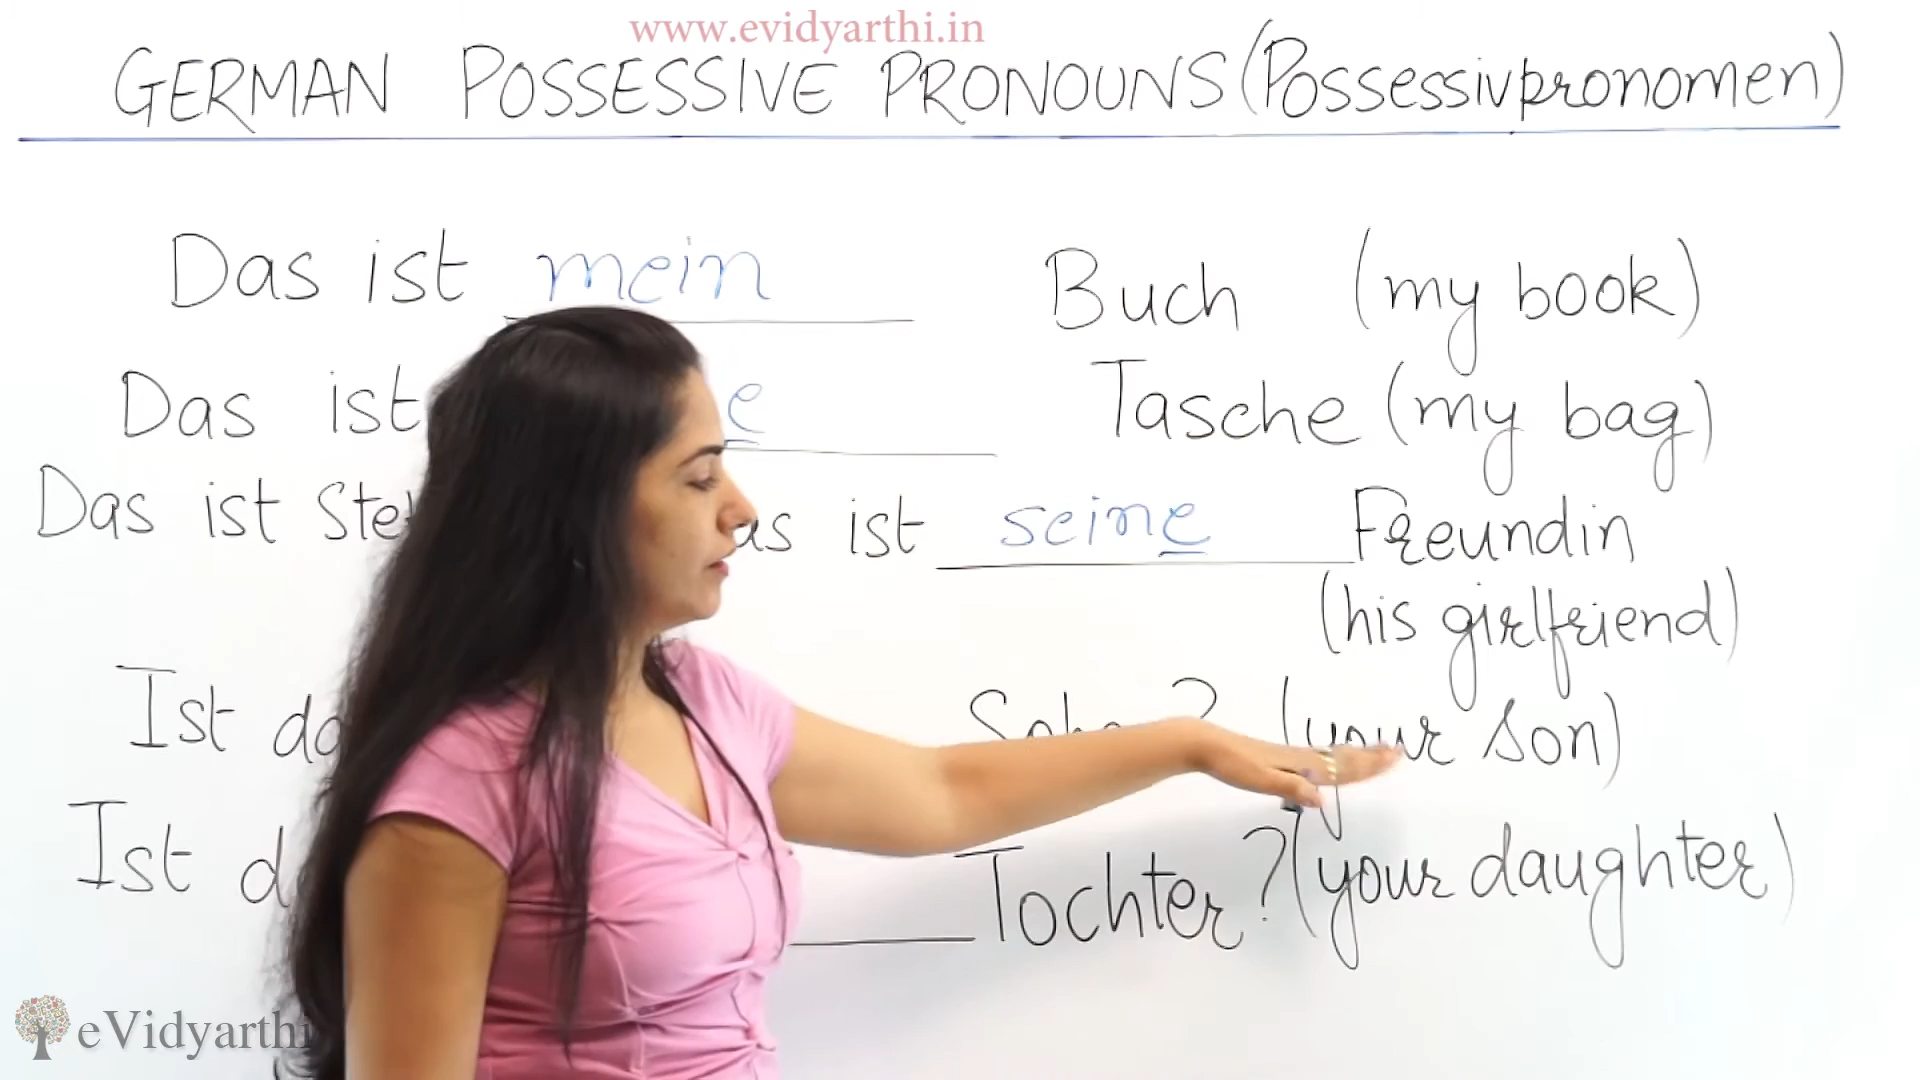 www.evidyarthi.in
GERMAN POSSESSIVE PRONOUNS (Possessivpronomen)
Das ist mein Buch (my book)
Das ist e Tasche (my bag)
Das ist ist seine Freundin
(his girlfriend)
Ist ? (your son)
Ist Tochter? (your daughter)
eVidyarthi